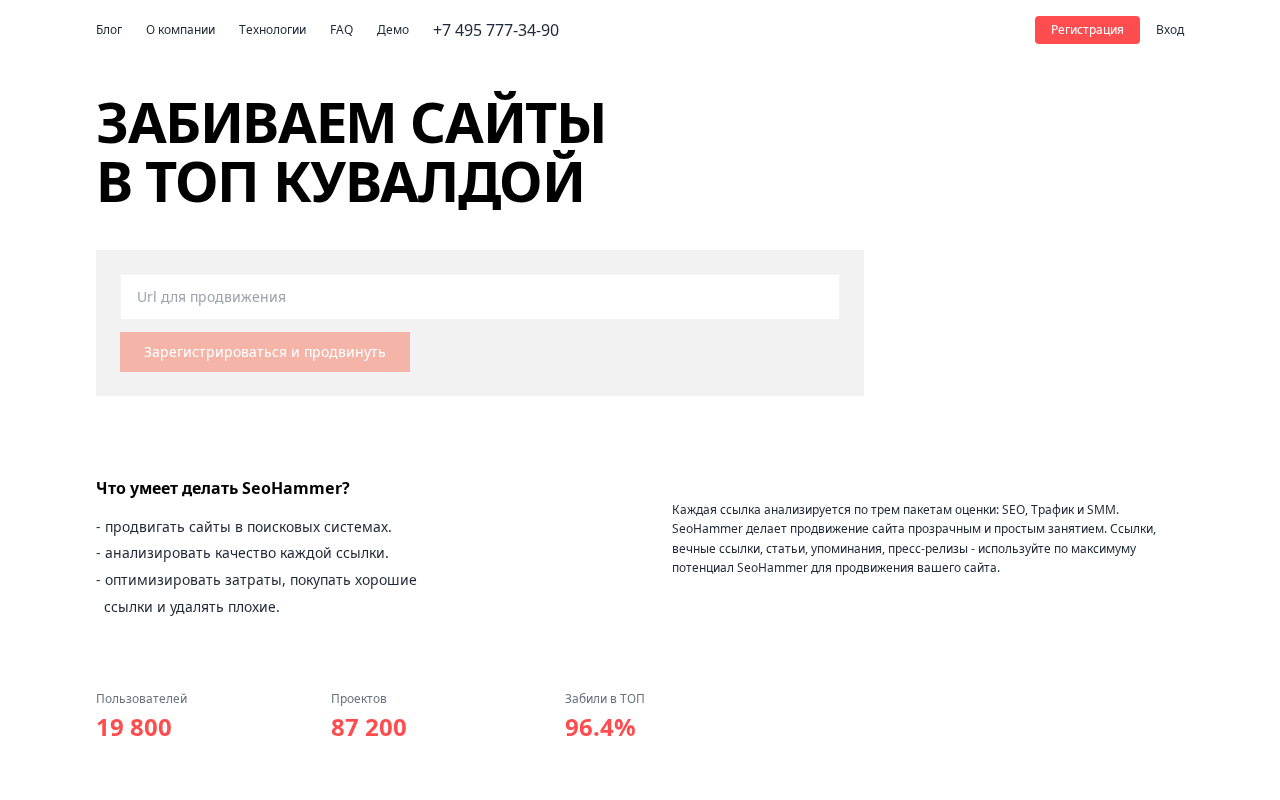 Блог О компании Технологии FAQ Демо +7 495 777-34-90 Регистрация Вход
ЗАБИВАЕМ САЙТЫ
В ТОП КУВАЛДОЙ
Url для продвижения
Зарегистрироваться и продвинуть
Что умеет делать SeoHammer?
- продвигать сайты в поисковых системах.
- анализировать качество каждой ссылки.
- оптимизировать затраты, покупать хорошие
ссылки и удалять плохие.
Каждая ссылка анализируется по трем пакетам оценки: SEO, Трафик и SMM.
SeoHammer делает продвижение сайта прозрачным и простым занятием. Ссылки,
вечные ссылки, статьи, упоминания, пресс-релизы - используйте по максимуму
потенциал SeoHammer для продвижения вашего сайта.
Пользователей Проектов Забили в ТОП
19 800 87 200 96.4%